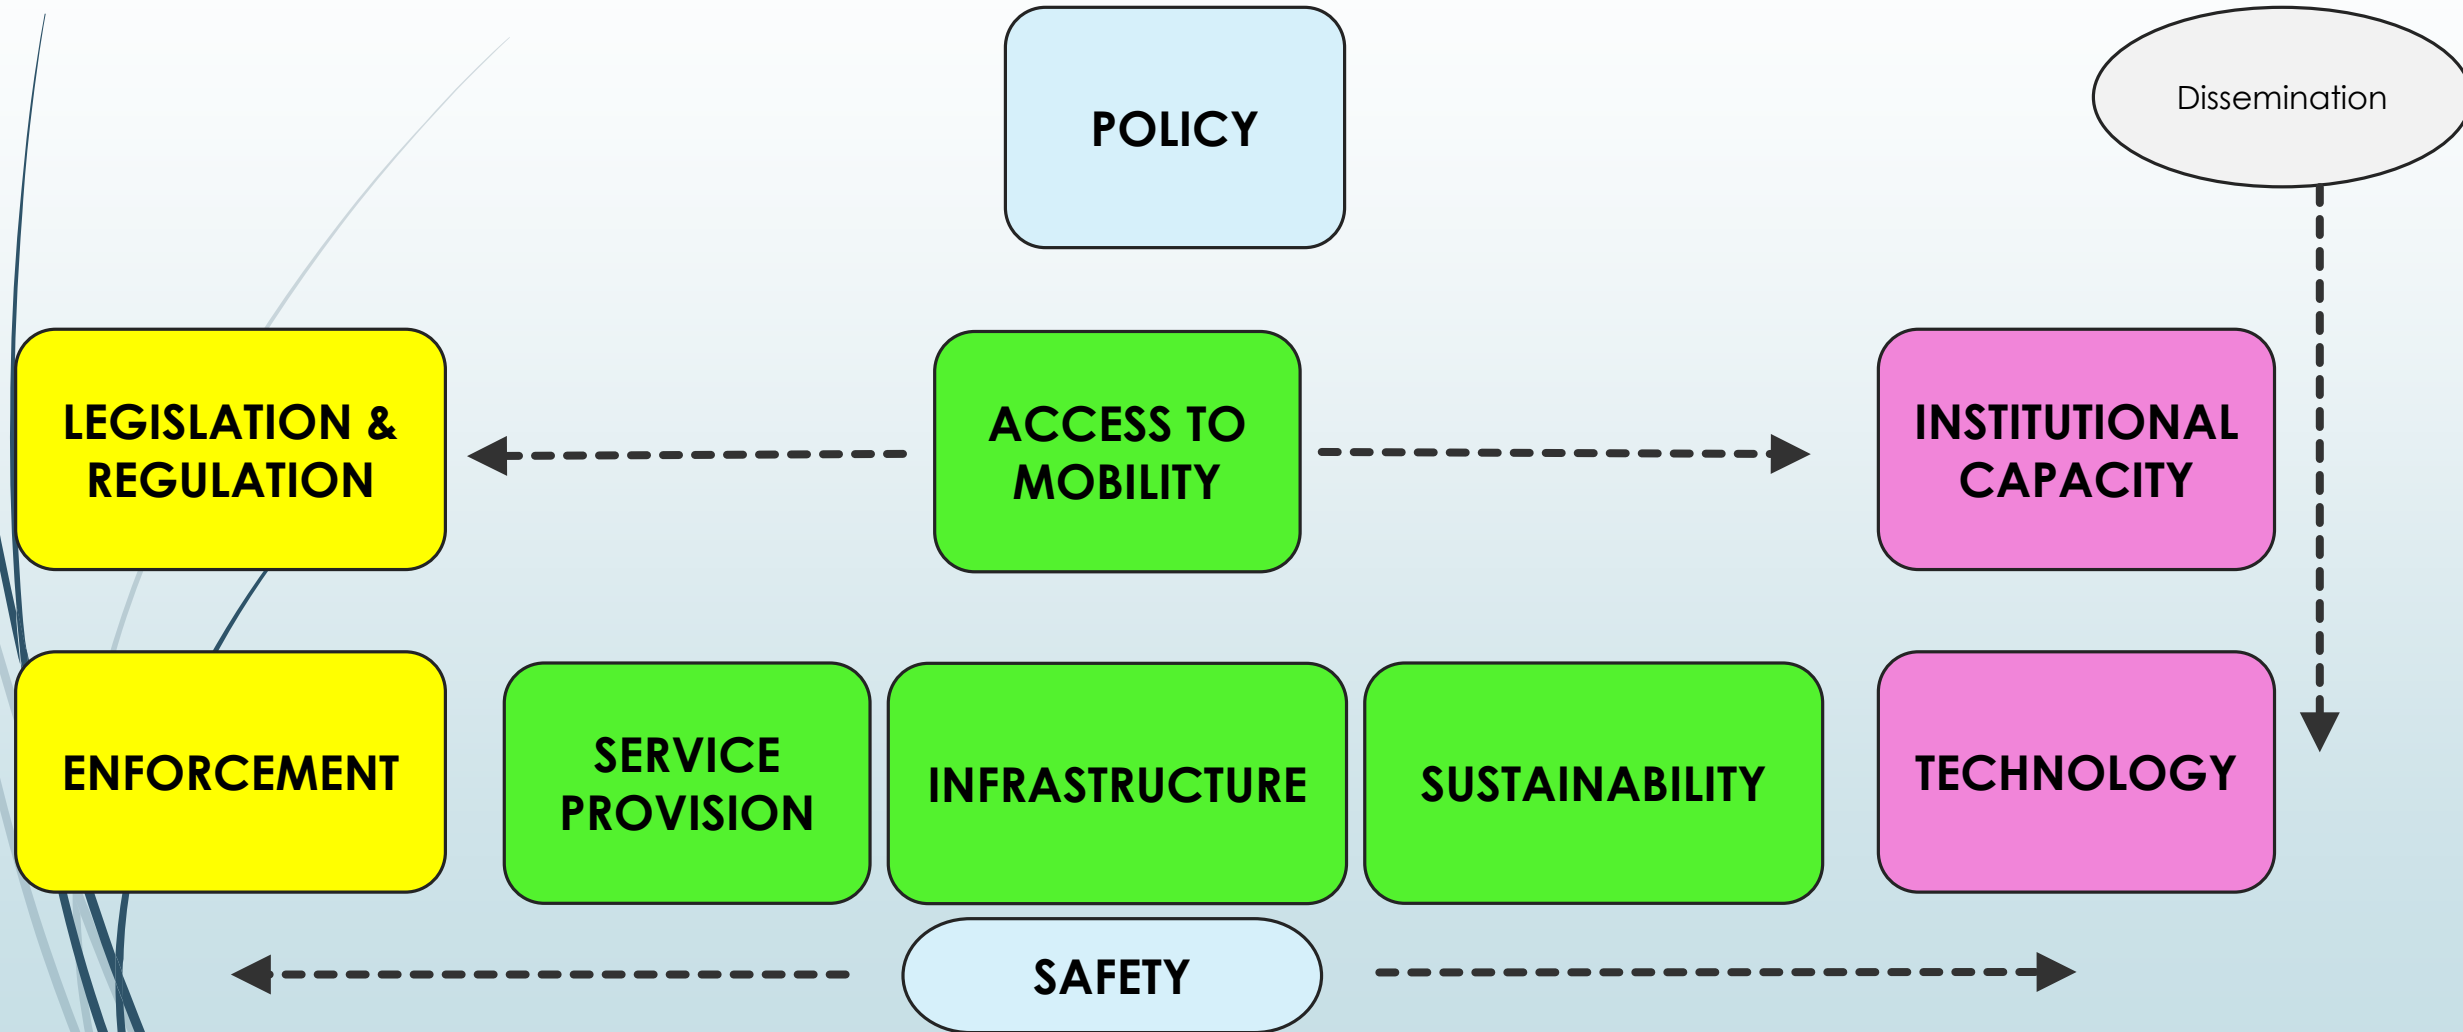 POLICY
Dissemination
LEGISLATION &
REGULATION
ACCESS TO
MOBILITY
INSTITUTIONAL
CAPACITY
ENFORCEMENT
SERVICE
PROVISION
INFRASTRUCTURE
SUSTAINABILITY
TECHNOLOGY
SAFETY